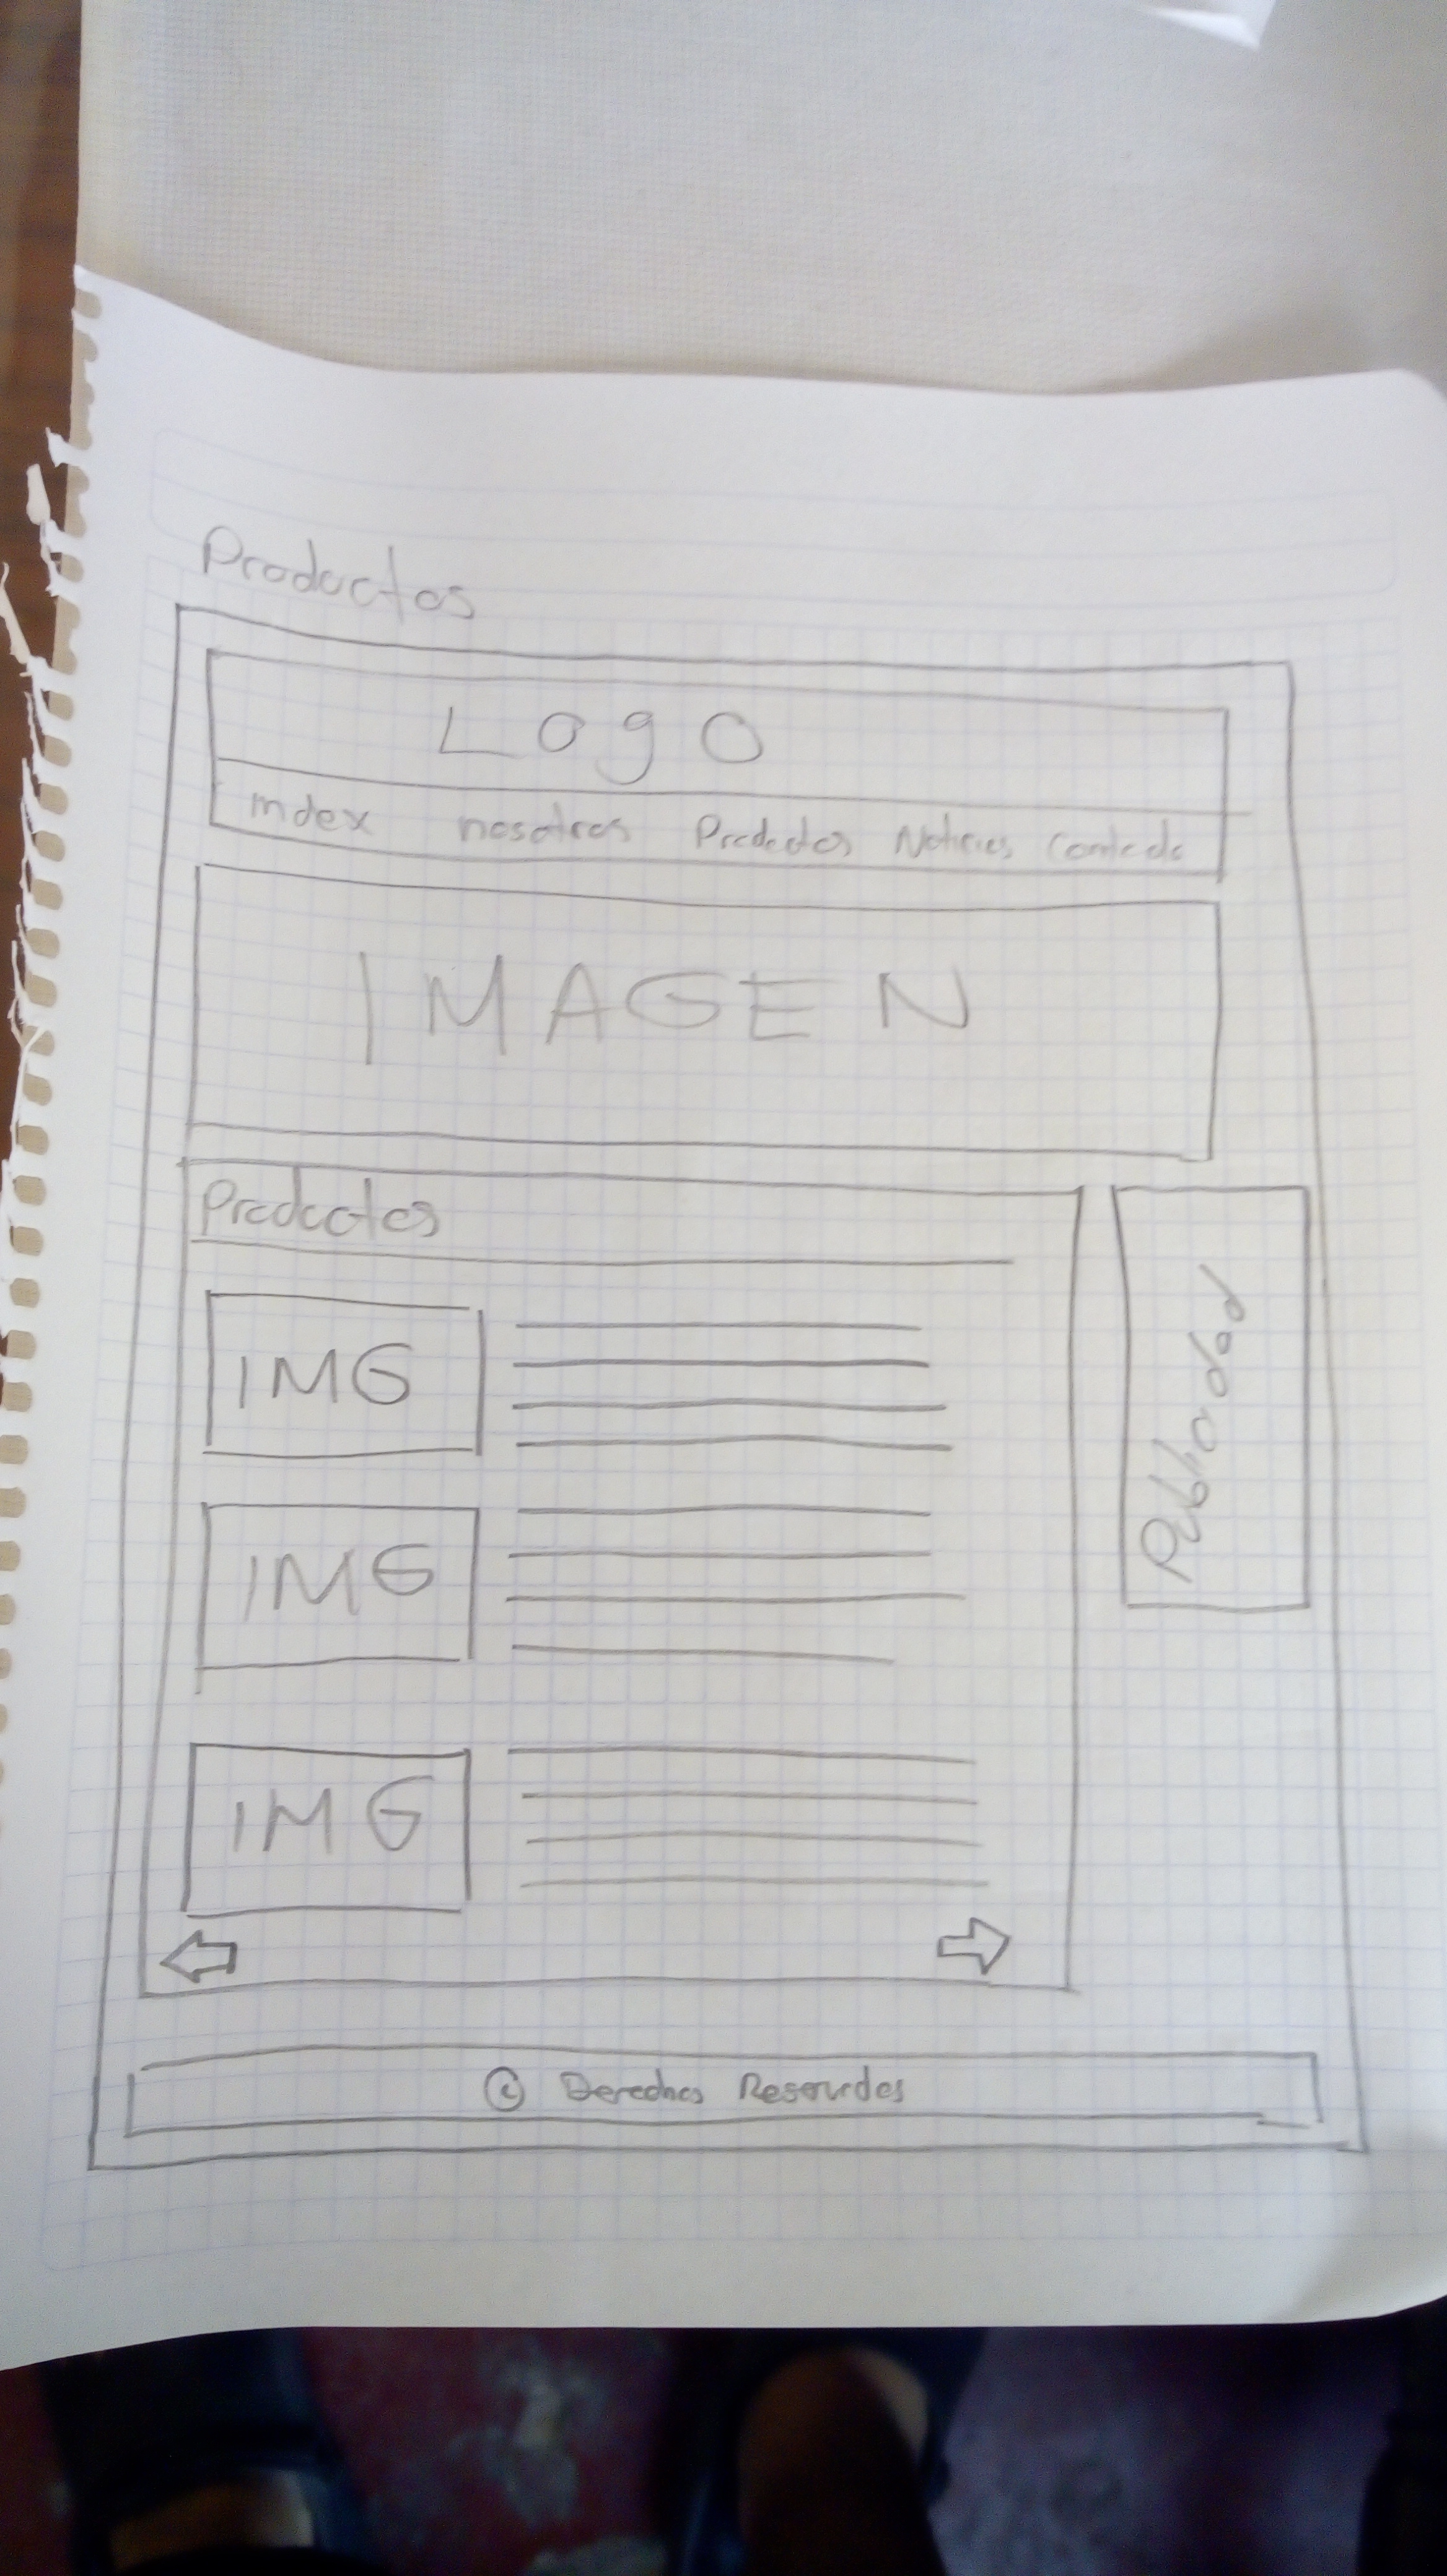 Productos
Logo
Index nosotros Productos Noticias Contacto
IMAGEN
Productos
IMG
IMG
IMG
Publicidad
© Derechos Reservados